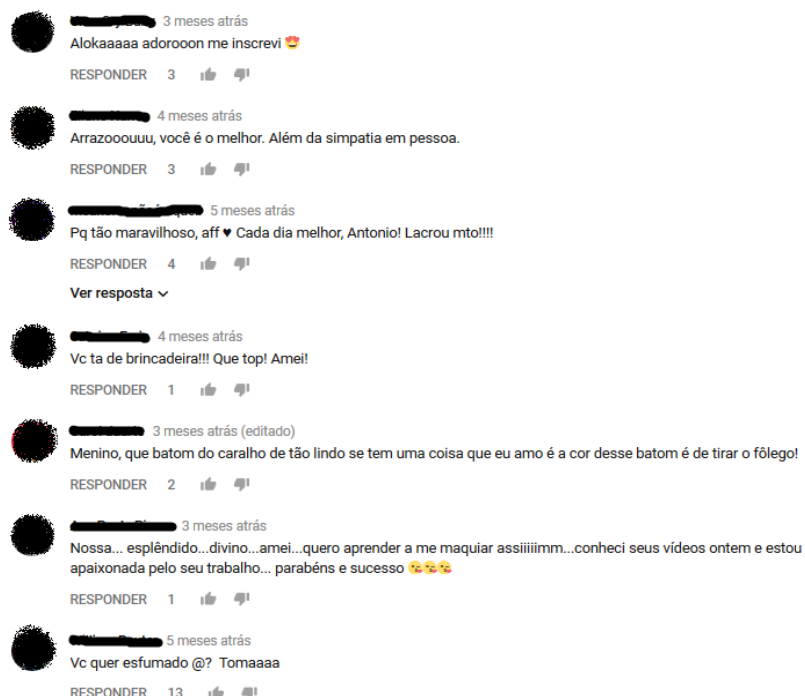 3 meses atrás
Alokaaaaa adorooon me inscrevi 😍
RESPONDER 3
4 meses atrás
Arrazooouuu, você é o melhor. Além da simpatia em pessoa.
RESPONDER 3
5 meses atrás
Pq tão maravilhoso, aff ♥ Cada dia melhor, Antonio! Lacrou mto!!!!
RESPONDER 4
Ver resposta
4 meses atrás
Vc ta de brincadeira!!! Que top! Amei!
RESPONDER 1
3 meses atrás (editado)
Menino, que batom do caralho de tão lindo se tem uma coisa que eu amo é a cor desse batom é de tirar o fôlego!
RESPONDER 2
3 meses atrás
Nossa... esplêndido...divino...amei...quero aprender a me maquiar assiiiiimm...conheci seus vídeos ontem e estou
apaixonada pelo seu trabalho... parabéns e sucesso 😘😘😘
RESPONDER 1
5 meses atrás
Vc quer esfumado @? Tomaaaa
RESPONDER 13